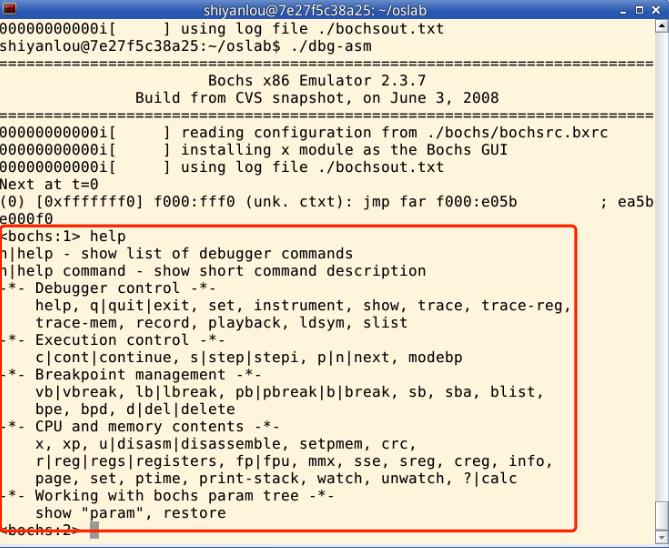 shiyanlou@7e27f5c38a25: ~/oslab
00000000000i[     ] using log file ./bochsout.txt
shiyanlou@7e27f5c38a25:~/oslab$ ./dbg-asm
========================================================================
Bochs x86 Emulator 2.3.7
Build from CVS snapshot, on June 3, 2008
========================================================================
00000000000i[     ] reading configuration from ./bochs/bochsrc.bxrc
00000000000i[     ] installing x module as the Bochs GUI
00000000000i[     ] using log file ./bochsout.txt
Next at t=0
(0) [0xfffffff0] f000:fff0 (unk. ctxt): jmp far f000:e05b         ; ea5b
e000f0
<bochs:1> help
h|help - show list of debugger commands
h|help command - show short command description
-*- Debugger control -*-
help, q|quit|exit, set, instrument, show, trace, trace-reg,
trace-mem, record, playback, ldsym, slist
-*- Execution control -*-
c|cont|continue, s|step|stepi, p|n|next, modebp
-*- Breakpoint management -*-
vb|vbreak, lb|lbreak, pb|pbreak|b|break, sb, sba, blist,
bpe, bpd, d|del|delete
-*- CPU and memory contents -*-
x, xp, u|disasm|disassemble, setpmem, crc,
r|reg|regs|registers, fp|fpu, mmx, sse, sreg, creg, info,
page, set, ptime, print-stack, watch, unwatch, ?|calc
-*- Working with bochs param tree -*-
show "param", restore
<bochs:2>